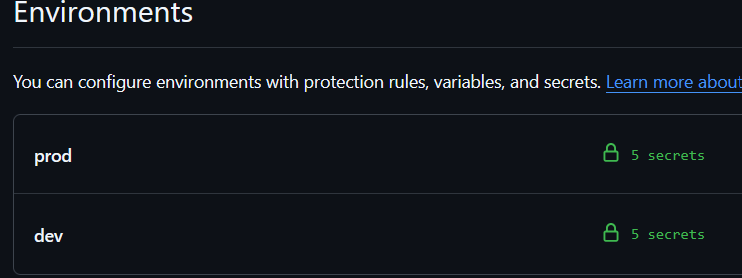 Environments
You can configure environments with protection rules, variables, and secrets. Learn more about
prod 5 secrets
dev 5 secrets